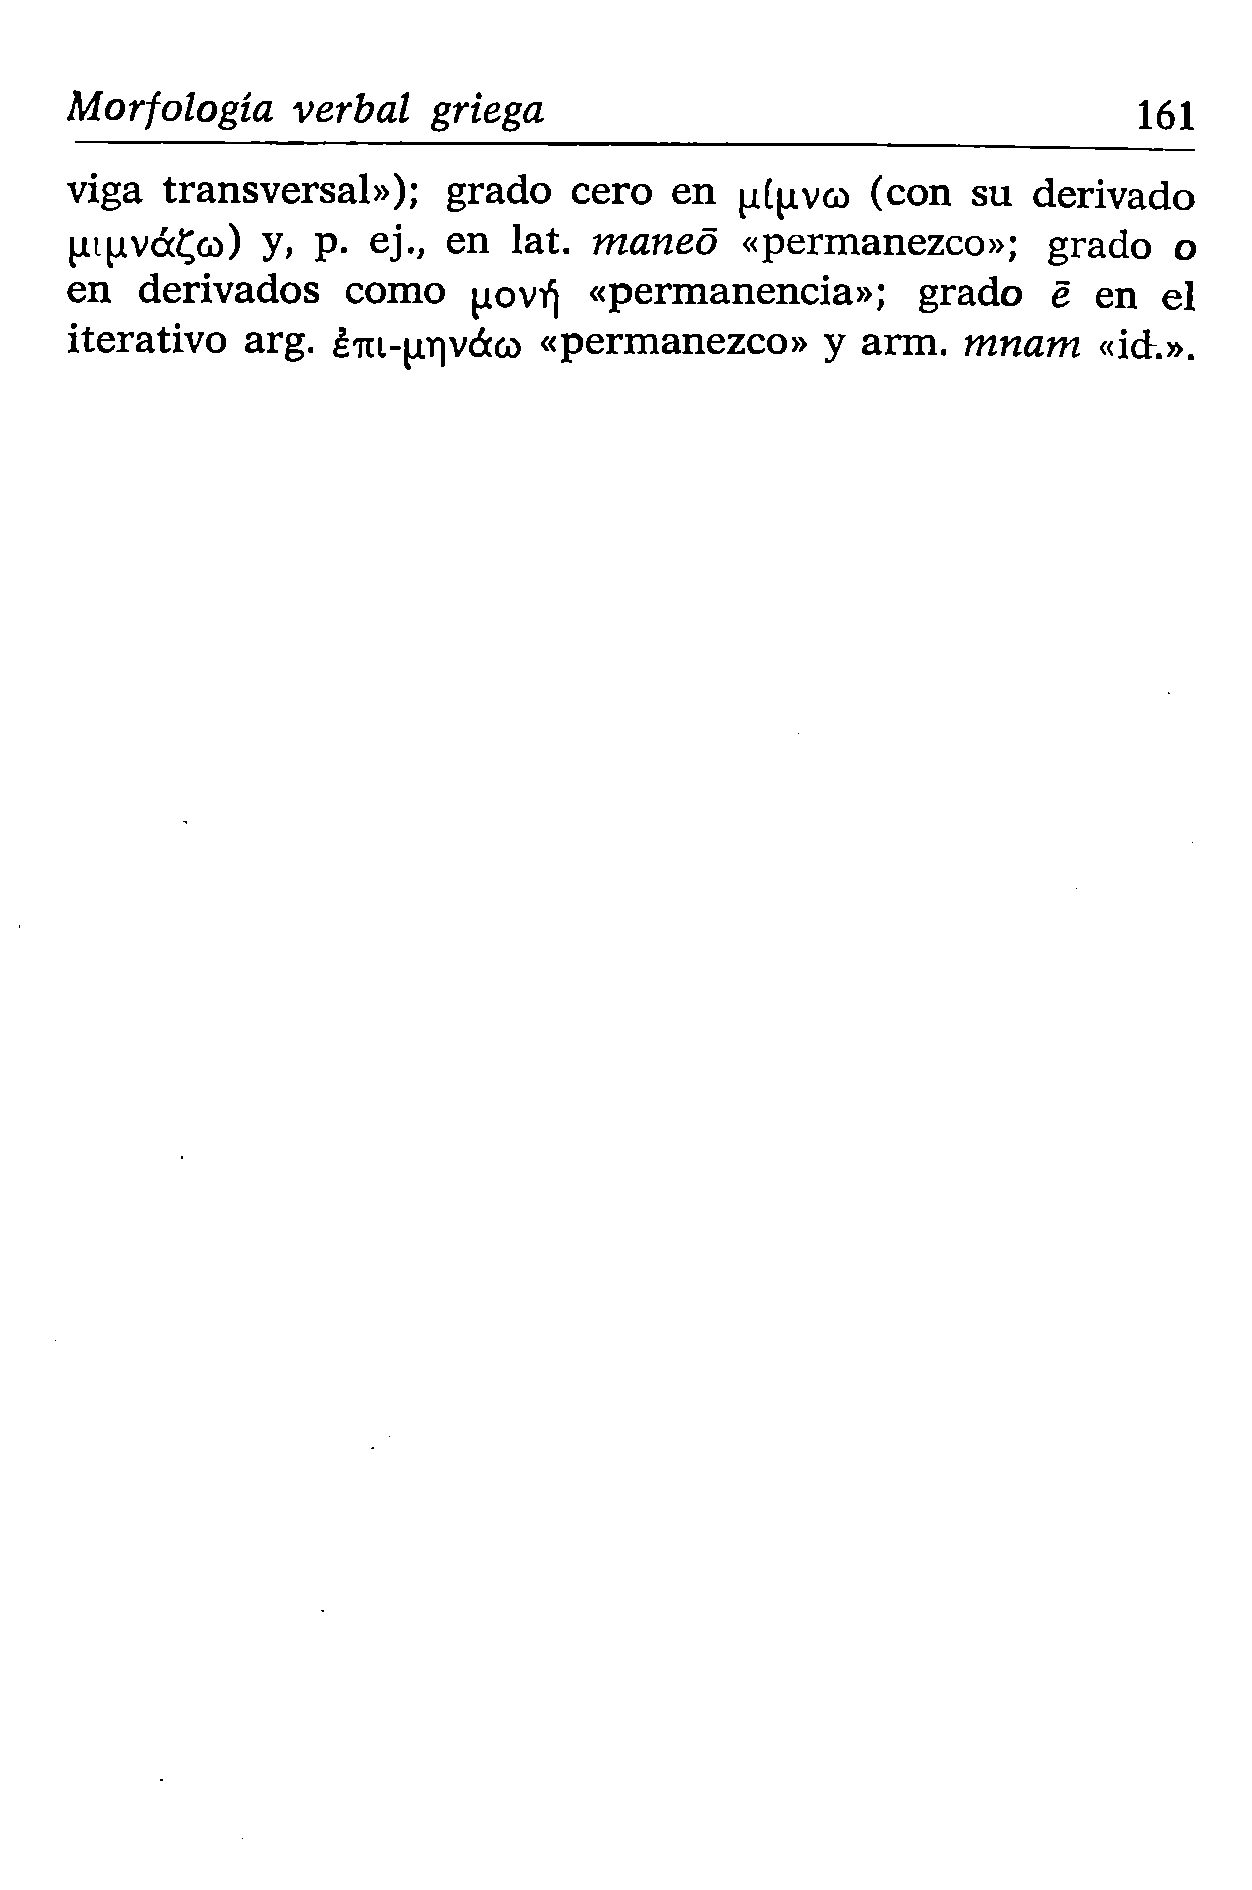 Morfología verbal griega 161
viga transversal»); grado cero en μίμνω (con su derivado
μιμνάζω) y, p. ej., en lat. maneō «permanezco»; grado o
en derivados como μονή «permanencia»; grado ē en el
iterativo arg. ἐπι-μηνάω «permanezco» y arm. mnam «id.».